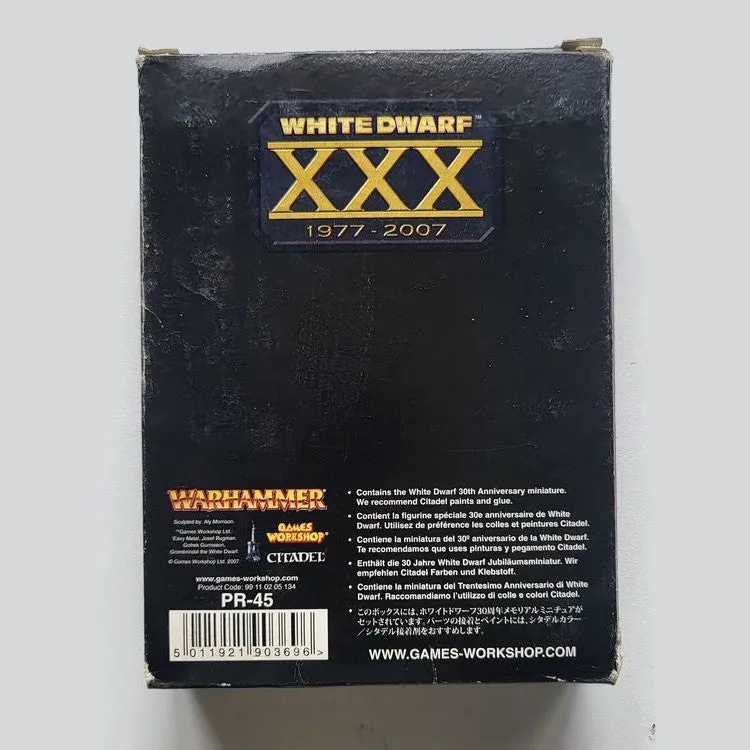 WHITE DWARF™
XXX
1977 - 2007
WARHAMMER
Sculpted by: Aly Morrison.
™Games Workshop Ltd.
'Eavy Metal, Josef Bugman,
Gotrek Gurnisson,
Grombrindal the White Dwarf.
© Games Workshop Ltd. 2007
GAMES
WORKSHOP
CITADEL
www.games-workshop.com
Product Code: 99 11 02 05 134
PR-45
5 011921 903696 >
• Contains the White Dwarf 30th Anniversary miniature.
We recommend Citadel paints and glue.
• Contient la figurine spéciale 30e anniversaire de White
Dwarf. Utilisez de préférence les colles et peintures Citadel.
• Contiene la miniatura del 30º aniversario de la White Dwarf.
Te recomendamos que uses pinturas y pegamento Citadel.
• Enthält die 30 Jahre White Dwarf Jubiläumsminiatur. Wir
empfehlen Citadel Farben und Klebstoff.
• Contiene la miniatura del Trentesimo Anniversario di White
Dwarf. Raccomandiamo l'utilizzo di colle e colori Citadel.
• このボックスには、ホワイトドワーフ30周年メモリアルミニチュアが
セットされています。パーツの接着とペイントには、シタデルカラー
/シタデル接着剤をおすすめします。
WWW.GAMES-WORKSHOP.COM